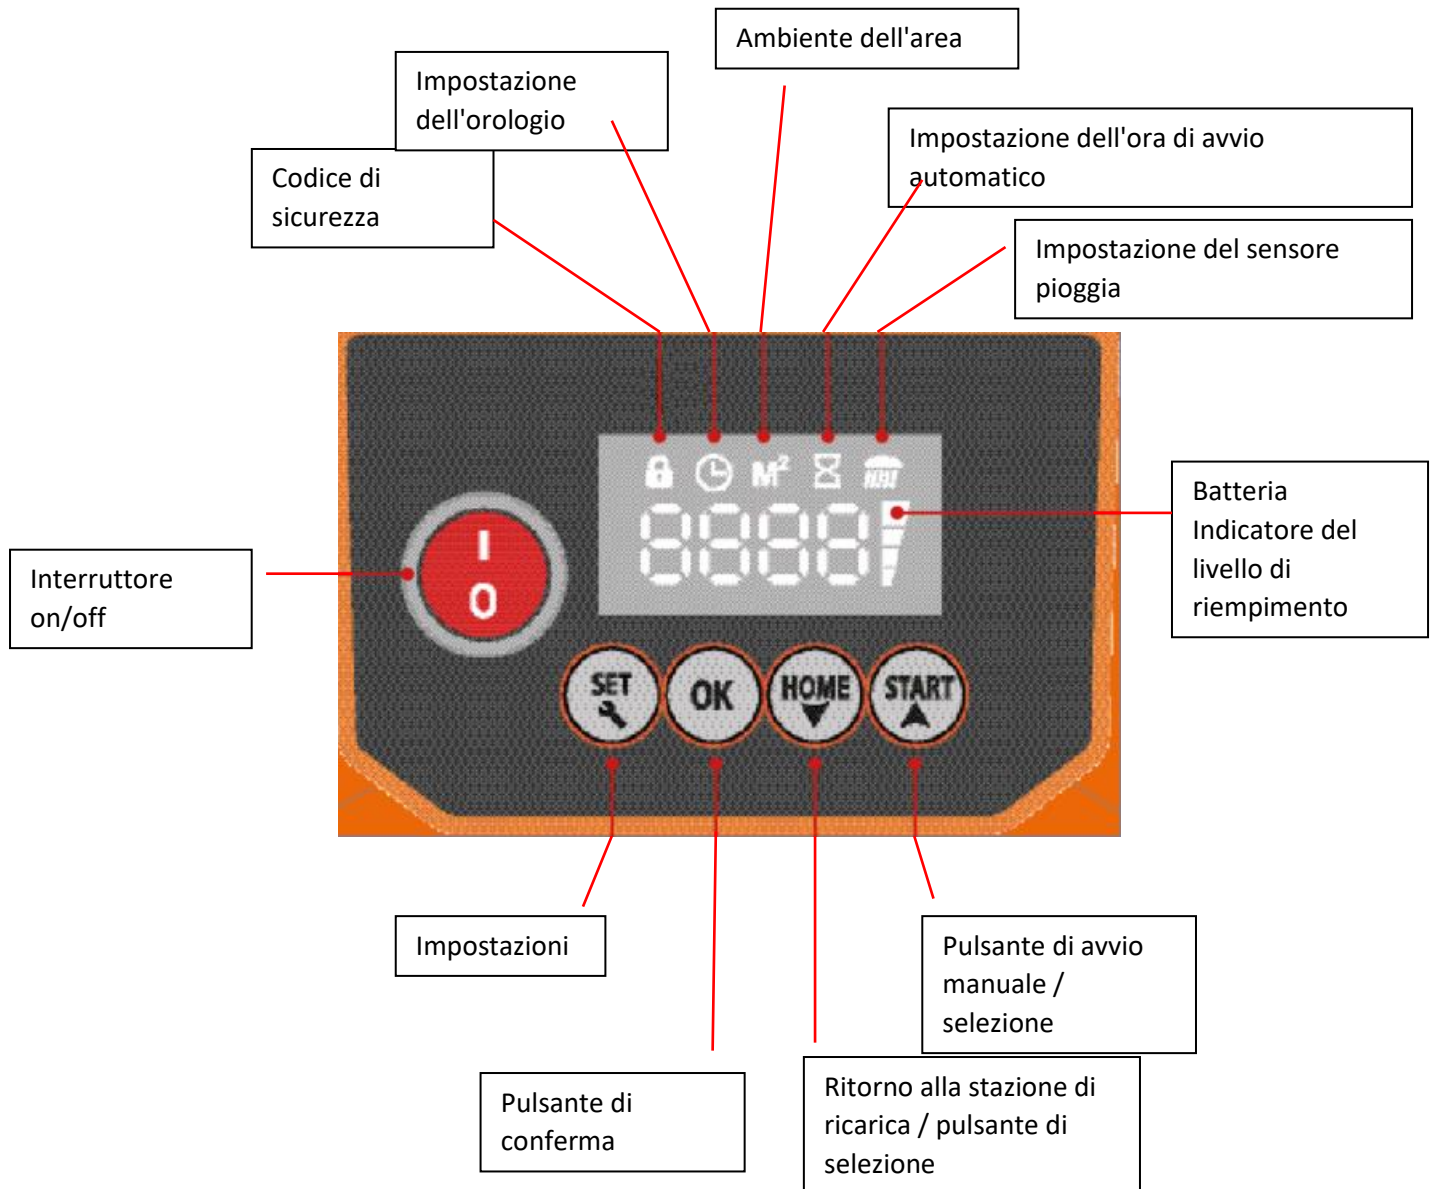 Ambiente dell'area
Impostazione
dell'orologio
Impostazione dell'ora di avvio
automatico
Codice di
sicurezza
Impostazione del sensore
pioggia
M²
8888
Batteria
Indicatore del
livello di
riempimento
I
0
Interruttore
on/off
SET
OK
HOME
START
Impostazioni
Pulsante di avvio
manuale /
selezione
Pulsante di
conferma
Ritorno alla stazione di
ricarica / pulsante di
selezione